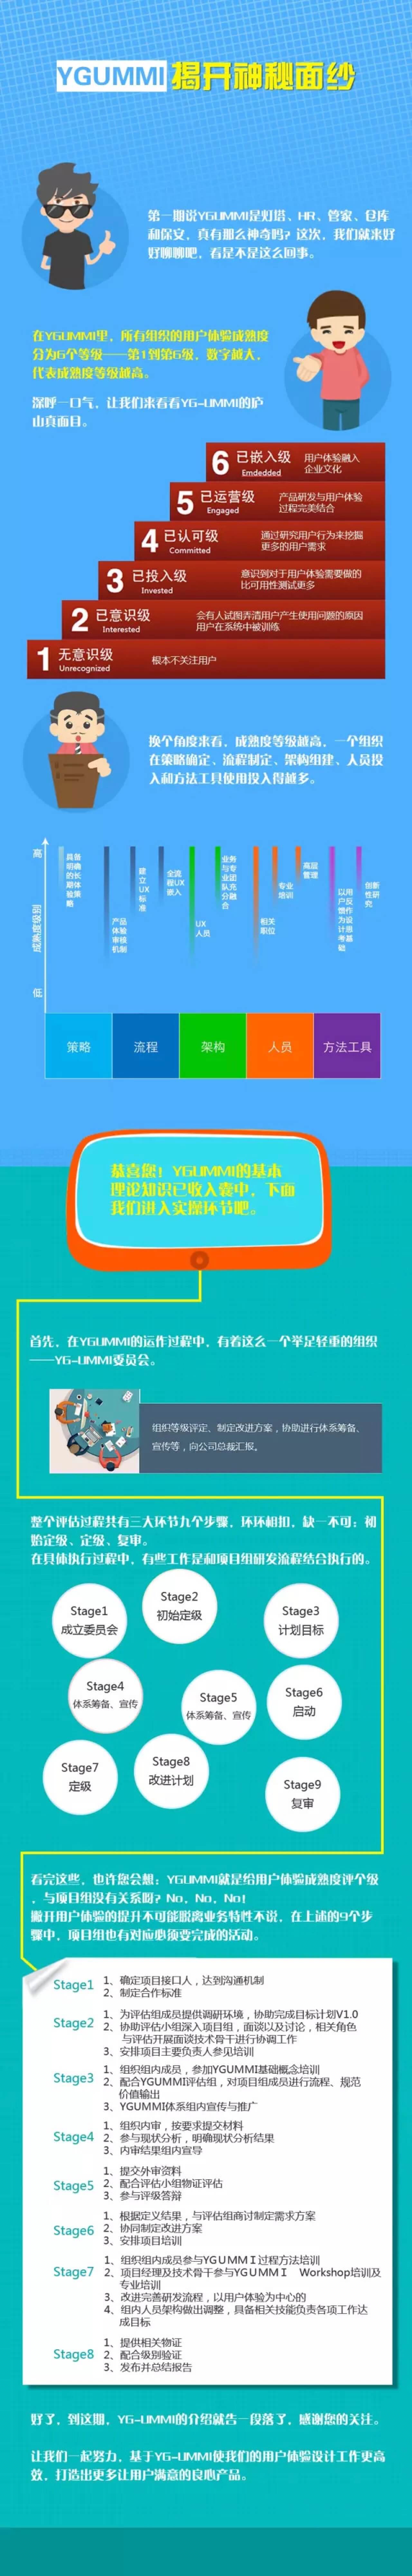 YGUMMI 揭开神秘面纱
第一期说YGUMMI是灯塔、HR、管家、仓库
和保安，真有那么神奇吗？这次，我们就来好
好聊聊吧，看是不是这么回事。
在YGUMMI里，所有组织的用户体验成熟度
分为6个等级——第1到第6级，数字越大，
代表成熟度等级越高。
深呼一口气，让我们来看看YG-UMMI的庐
山真面目。
6 已嵌入级 用户体验融入
Emdedded 企业文化
5 已运营级 产品研发与用户体验
Engaged 过程完美结合
4 已认可级 通过研究用户行为来挖掘
Committed 更多的用户需求
3 已投入级 意识到对于用户体验需要做的
Invested 比可用性测试更多
2 已意识级 会有人试图弄清用户产生使用问题的原因
Interested 用户在系统中被训练
1 无意识级 根本不关注用户
Unrecognized
换个角度来看，成熟度等级越高，一个组织
在策略确定、流程制定、架构组建、人员投
入和方法工具使用投入得越多。
高
成熟度级别
低
具备明确的长期体验策略
产品体验审核机制
建立UX标准
全流程UX嵌入
UX人员
业务与专业团队充分融合
相关职位
专业培训
高层管理
以用户反馈作为设计思考基础
创新性研究
策略 流程 架构 人员 方法工具
恭喜您！YGUMMI的基本
理论知识已收入囊中，下面
我们进入实操环节吧。
首先，在YGUMMI的运作过程中，有着这么一个举足轻重的组织
——YG-UMMI委员会。
组织等级评定、制定改进方案，协助进行体系筹备、
宣传等，向公司总裁汇报。
整个评估过程共有三大环节九个步骤，环环相扣，缺一不可：初
始定级、定级、复审。
在具体执行过程中，有些工作是和项目组研发流程结合执行的。
Stage1
成立委员会
Stage2
初始定级
Stage3
计划目标
Stage4
体系筹备、宣传
Stage5
体系筹备、宣传
Stage6
启动
Stage7
定级
Stage8
改进计划
Stage9
复审
看完这些，也许您会想：YGUMMI就是给用户体验成熟度评个级
，与项目组没有关系啊？No，No，No！
撇开用户体验的提升不可能脱离业务特性不说，在上述的9个步
骤中，项目组也有对应必须要完成的活动。
Stage1
1、确定项目接口人，达到沟通机制
2、制定合作标准
Stage2
1、为评估组成员提供调研环境，协助完成目标计划V1.0
2、协助评估小组深入项目组，面谈以及讨论，相关角色
与评估开展面谈技术骨干进行协调工作
3、安排项目主要负责人参见培训
Stage3
1、组织组内成员，参加YGUMMI基础概念培训
2、配合YGUMMI评估组，对项目组成员进行流程、规范
价值输出
3、YGUMMI体系组内宣传与推广
Stage4
1、组织内审，按要求提交材料
2、参与现状分析，明确现状分析结果
3、内审结果组内宣导
Stage5
1、提交外审资料
2、配合评估小组物证评估
3、参与评级答辩
Stage6
1、根据定义结果，与评估组商讨制定需求方案
2、协同制定改进方案
3、安排项目培训
Stage7
1、组织组内成员参与YGUMMI过程方法培训
2、项目经理及技术骨干参与YGUMMI Workshop培训及
专业培训
3、改进完善研发流程，以用户体验为中心的
4、组内人员架构做出调整，具备相关技能负责各项工作达
成目标
Stage8
1、提供相关物证
2、配合级别验证
3、发布并总结报告
好了，到这期，YG-UMMI的介绍就告一段落了，感谢您的关注。
让我们一起努力，基于YG-UMMI使我们的用户体验设计工作更高
效，打造出更多让用户满意的良心产品。